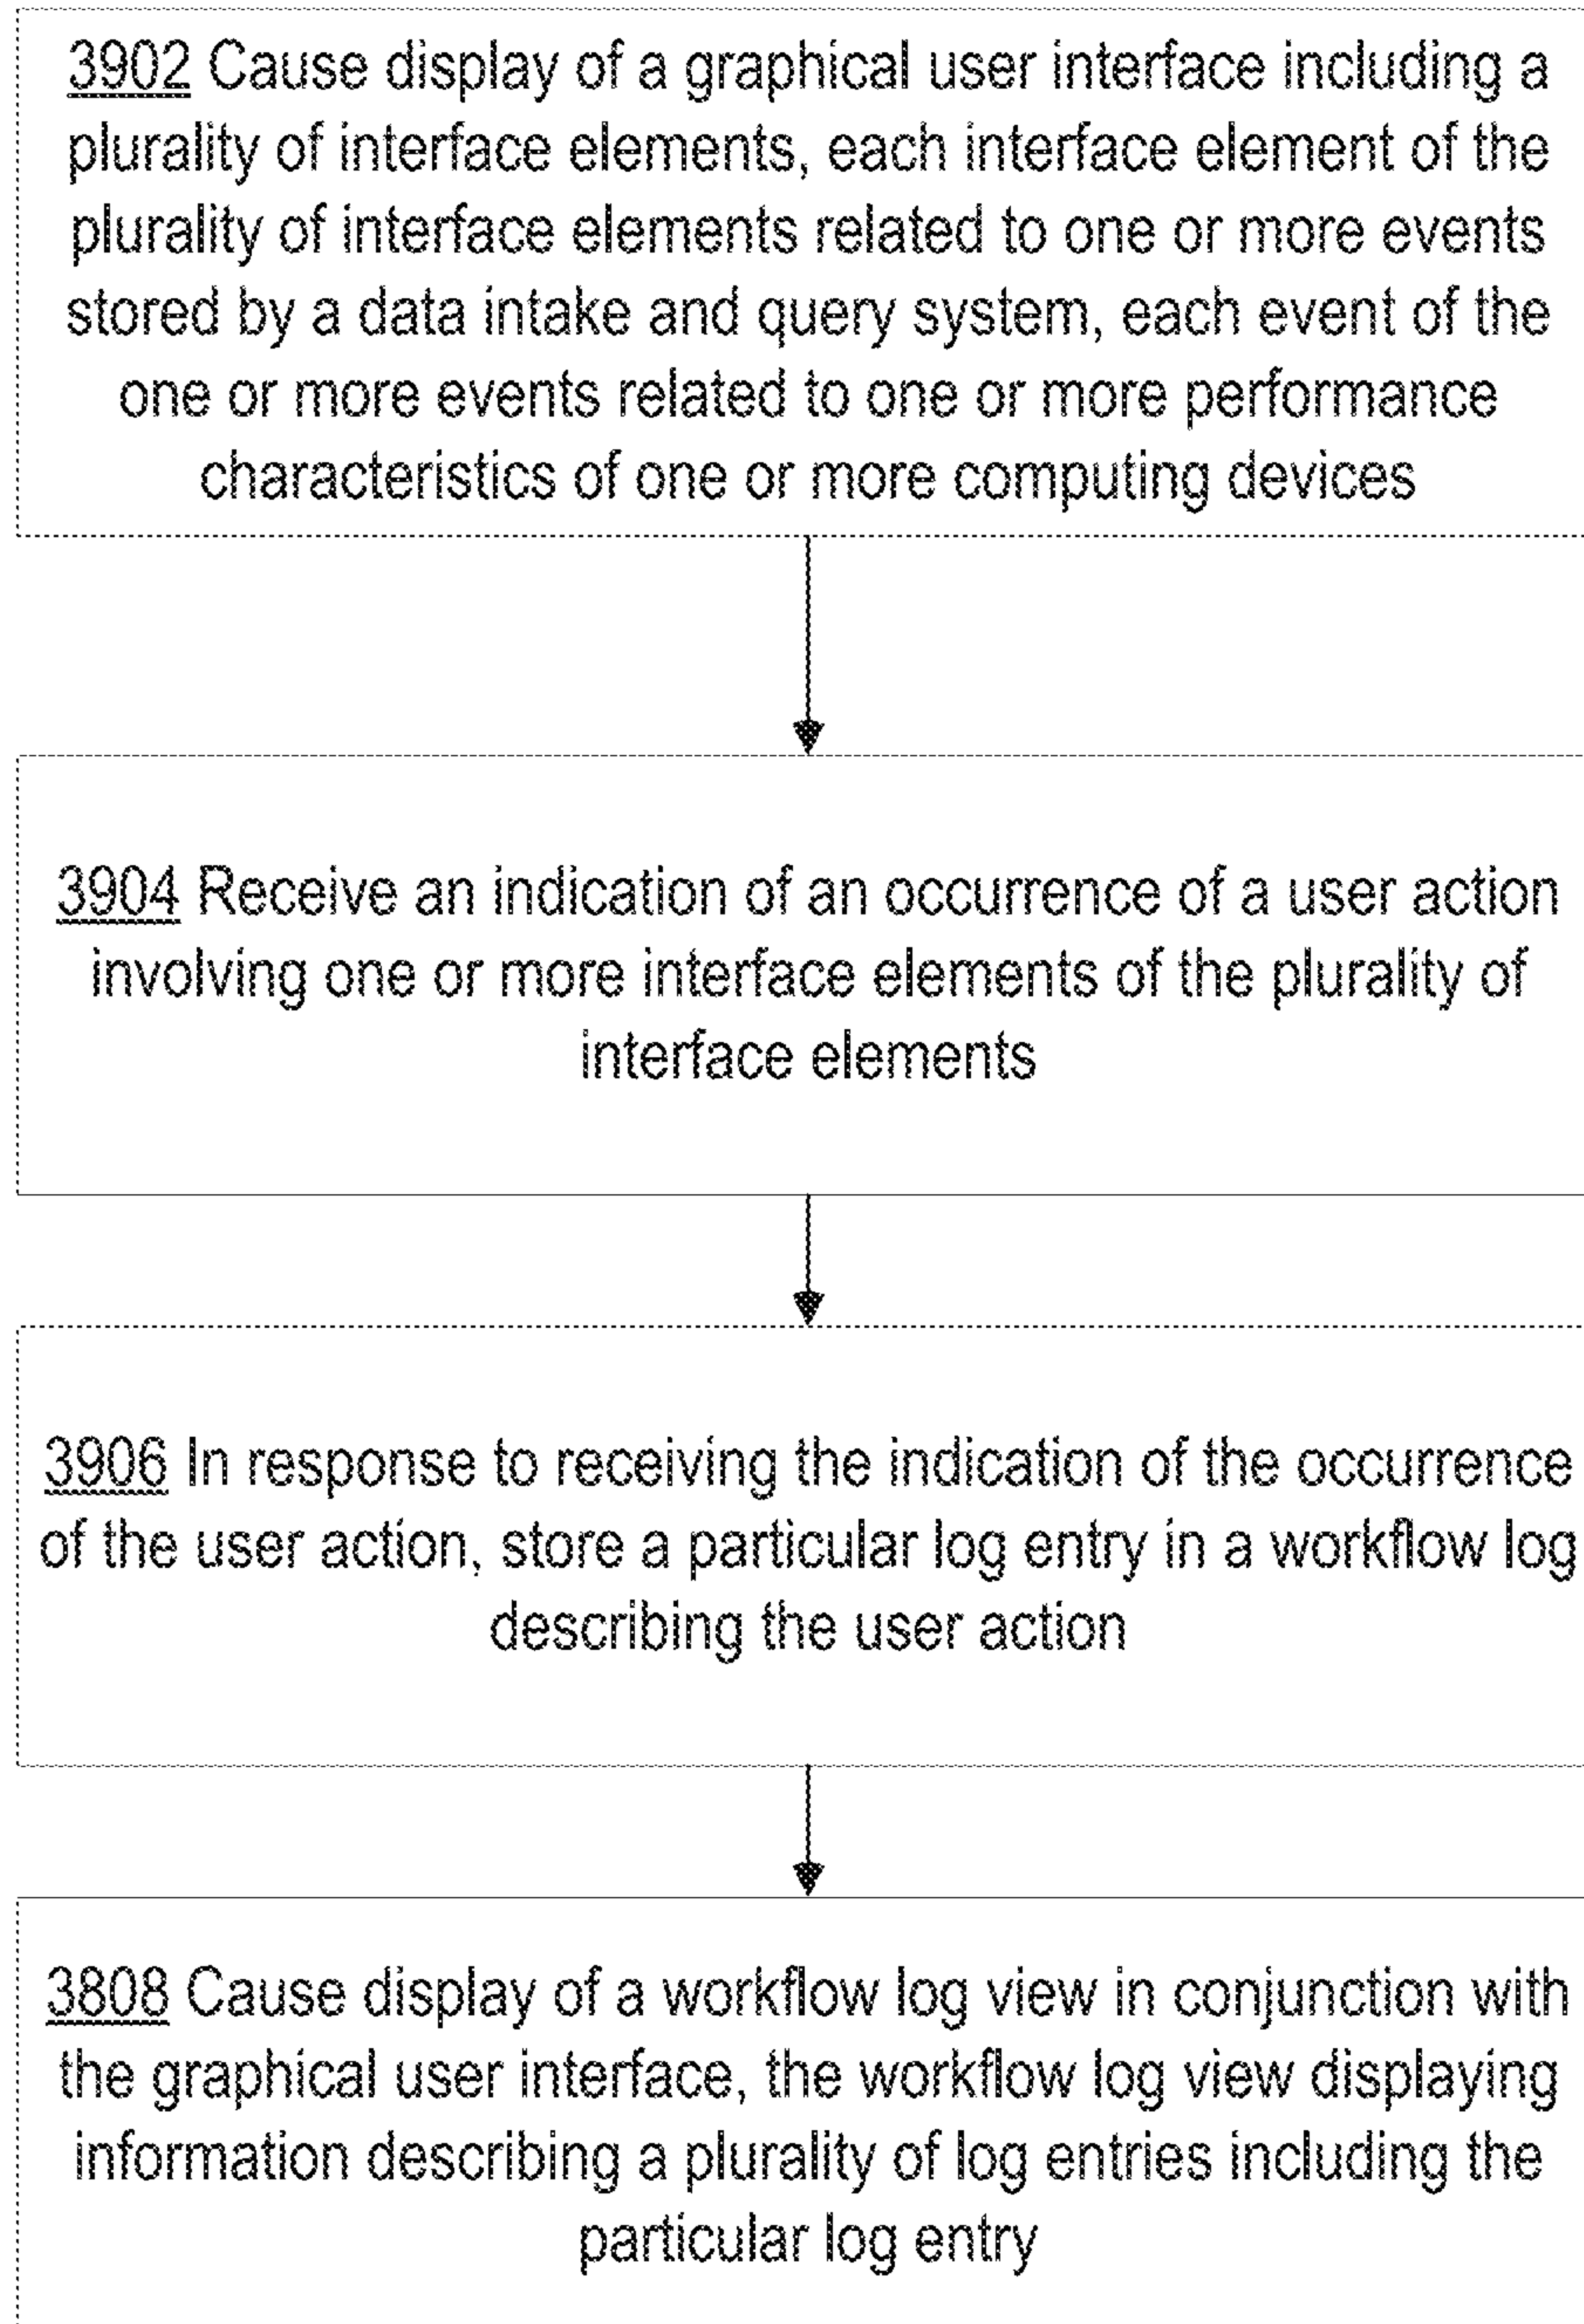 3902 Cause display of a graphical user interface including a
plurality of interface elements, each interface element of the
plurality of interface elements related to one or more events
stored by a data intake and query system, each event of the
one or more events related to one or more performance
characteristics of one or more computing devices
3904 Receive an indication of an occurrence of a user action
involving one or more interface elements of the plurality of
interface elements
3906 In response to receiving the indication of the occurrence
of the user action, store a particular log entry in a workflow log
describing the user action
3808 Cause display of a workflow log view in conjunction with
the graphical user interface, the workflow log view displaying
information describing a plurality of log entries including the
particular log entry